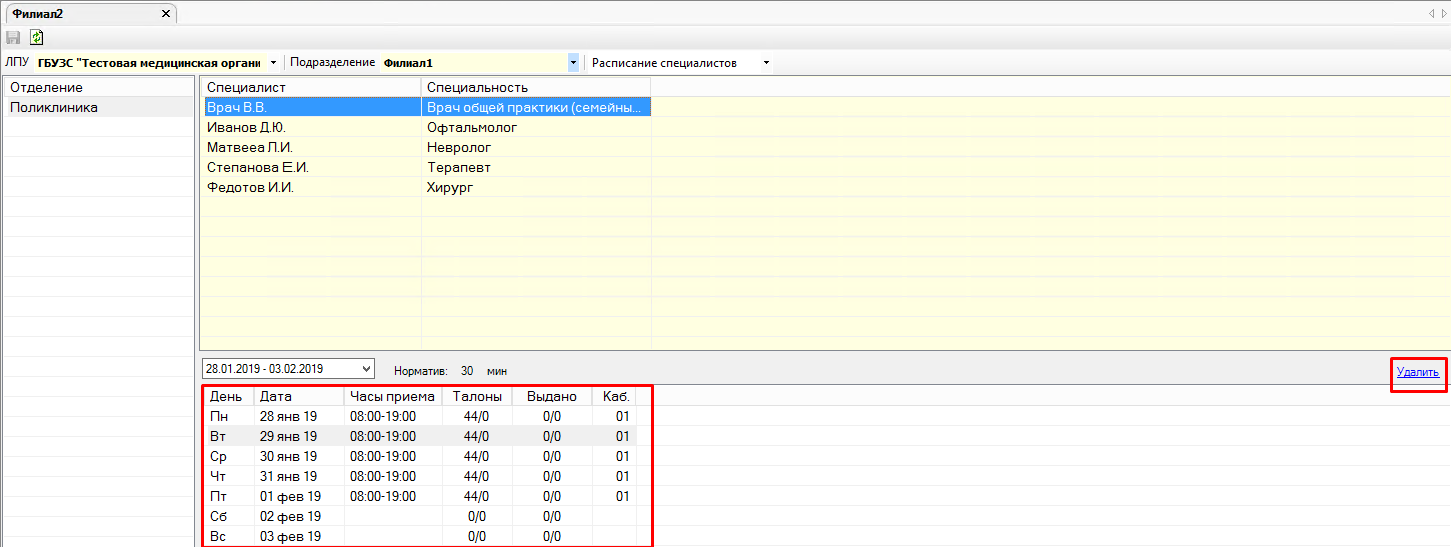 Филиал2
ЛПУ ГБУЗС "Тестовая медицинская органи Подразделение Филиал1 Расписание специалистов
Отделение
Поликлиника
Специалист Специальность
Врач В.В. Врач общей практики (семейны...
Иванов Д.Ю. Офтальмолог
Матвееа Л.И. Невролог
Степанова Е.И. Терапевт
Федотов И.И. Хирург
28.01.2019 - 03.02.2019 Норматив: 30 мин Удалить
День Дата Часы приема Талоны Выдано Каб.
Пн 28 янв 19 08:00-19:00 44/0 0/0 01
Вт 29 янв 19 08:00-19:00 44/0 0/0 01
Ср 30 янв 19 08:00-19:00 44/0 0/0 01
Чт 31 янв 19 08:00-19:00 44/0 0/0 01
Пт 01 фев 19 08:00-19:00 44/0 0/0 01
Сб 02 фев 19 0/0 0/0
Вс 03 фев 19 0/0 0/0